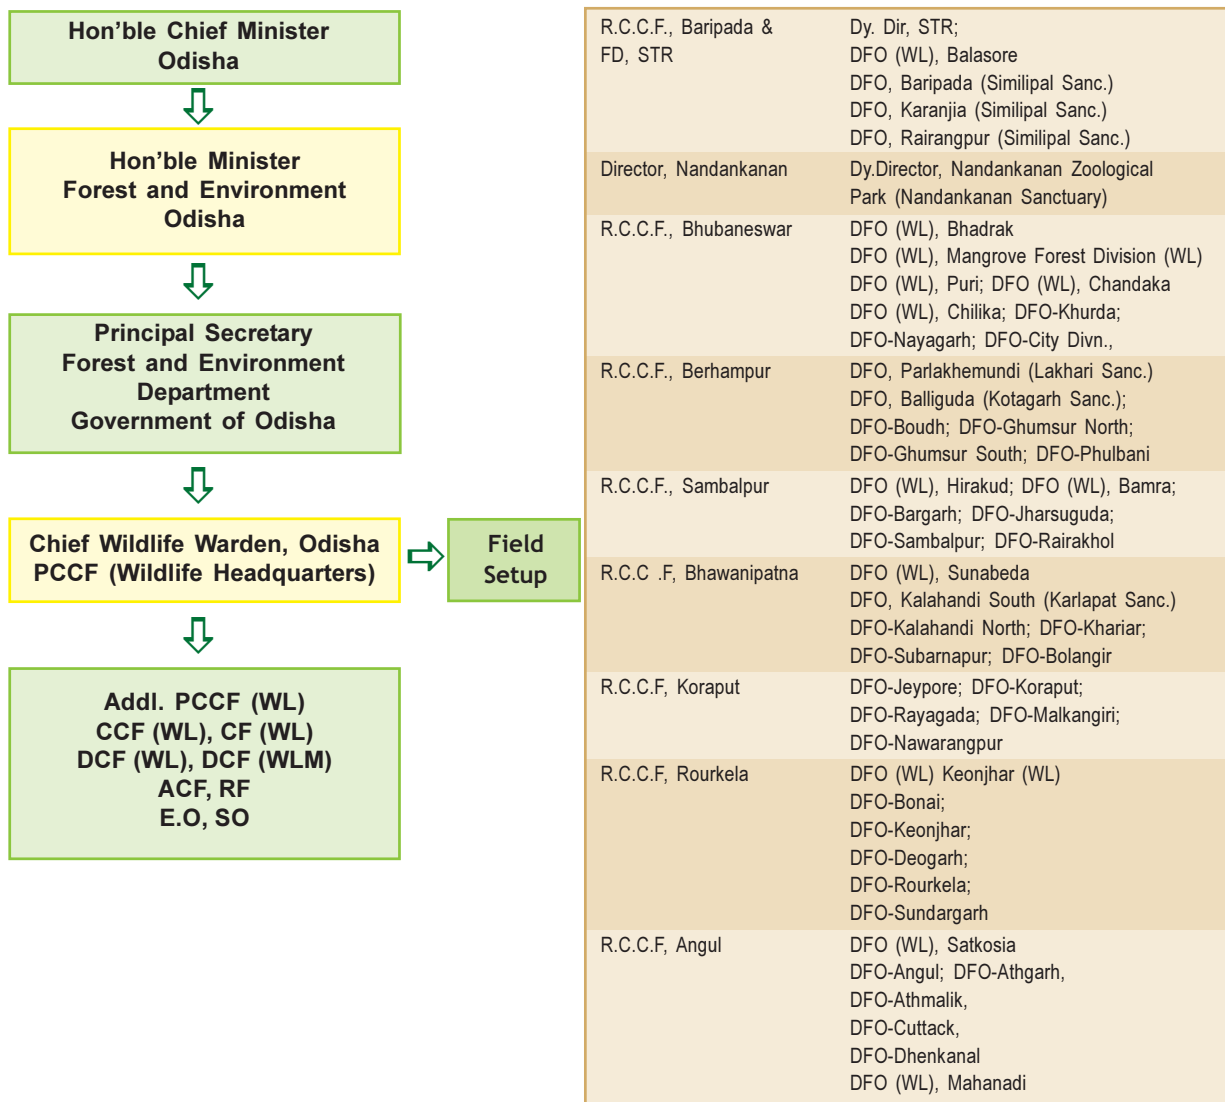 Hon'ble Chief Minister
Odisha
Hon'ble Minister
Forest and Environment
Odisha
Principal Secretary
Forest and Environment
Department
Government of Odisha
Chief Wildlife Warden, Odisha
PCCF (Wildlife Headquarters)
Field
Setup
Addl. PCCF (WL)
CCF (WL), CF (WL)
DCF (WL), DCF (WLM)
ACF, RF
E.O, SO
R.C.C.F., Baripada & Dy. Dir, STR;
FD, STR DFO (WL), Balasore
DFO, Baripada (Similipal Sanc.)
DFO, Karanjia (Similipal Sanc.)
DFO, Rairangpur (Similipal Sanc.)
Director, Nandankanan Dy.Director, Nandankanan Zoological
Park (Nandankanan Sanctuary)
R.C.C.F., Bhubaneswar DFO (WL), Bhadrak
DFO (WL), Mangrove Forest Division (WL)
DFO (WL), Puri; DFO (WL), Chandaka
DFO (WL), Chilika; DFO-Khurda;
DFO-Nayagarh; DFO-City Divn.,
R.C.C.F., Berhampur DFO, Parlakhemundi (Lakhari Sanc.)
DFO, Balliguda (Kotagarh Sanc.);
DFO-Boudh; DFO-Ghumsur North;
DFO-Ghumsur South; DFO-Phulbani
R.C.C.F., Sambalpur DFO (WL), Hirakud; DFO (WL), Bamra;
DFO-Bargarh; DFO-Jharsuguda;
DFO-Sambalpur; DFO-Rairakhol
R.C.C .F, Bhawanipatna DFO (WL), Sunabeda
DFO, Kalahandi South (Karlapat Sanc.)
DFO-Kalahandi North; DFO-Khariar;
DFO-Subarnapur; DFO-Bolangir
R.C.C.F, Koraput DFO-Jeypore; DFO-Koraput;
DFO-Rayagada; DFO-Malkangiri;
DFO-Nawarangpur
R.C.C.F, Rourkela DFO (WL) Keonjhar (WL)
DFO-Bonai;
DFO-Keonjhar;
DFO-Deogarh;
DFO-Rourkela;
DFO-Sundargarh
R.C.C.F, Angul DFO (WL), Satkosia
DFO-Angul; DFO-Athgarh,
DFO-Athmalik,
DFO-Cuttack,
DFO-Dhenkanal
DFO (WL), Mahanadi